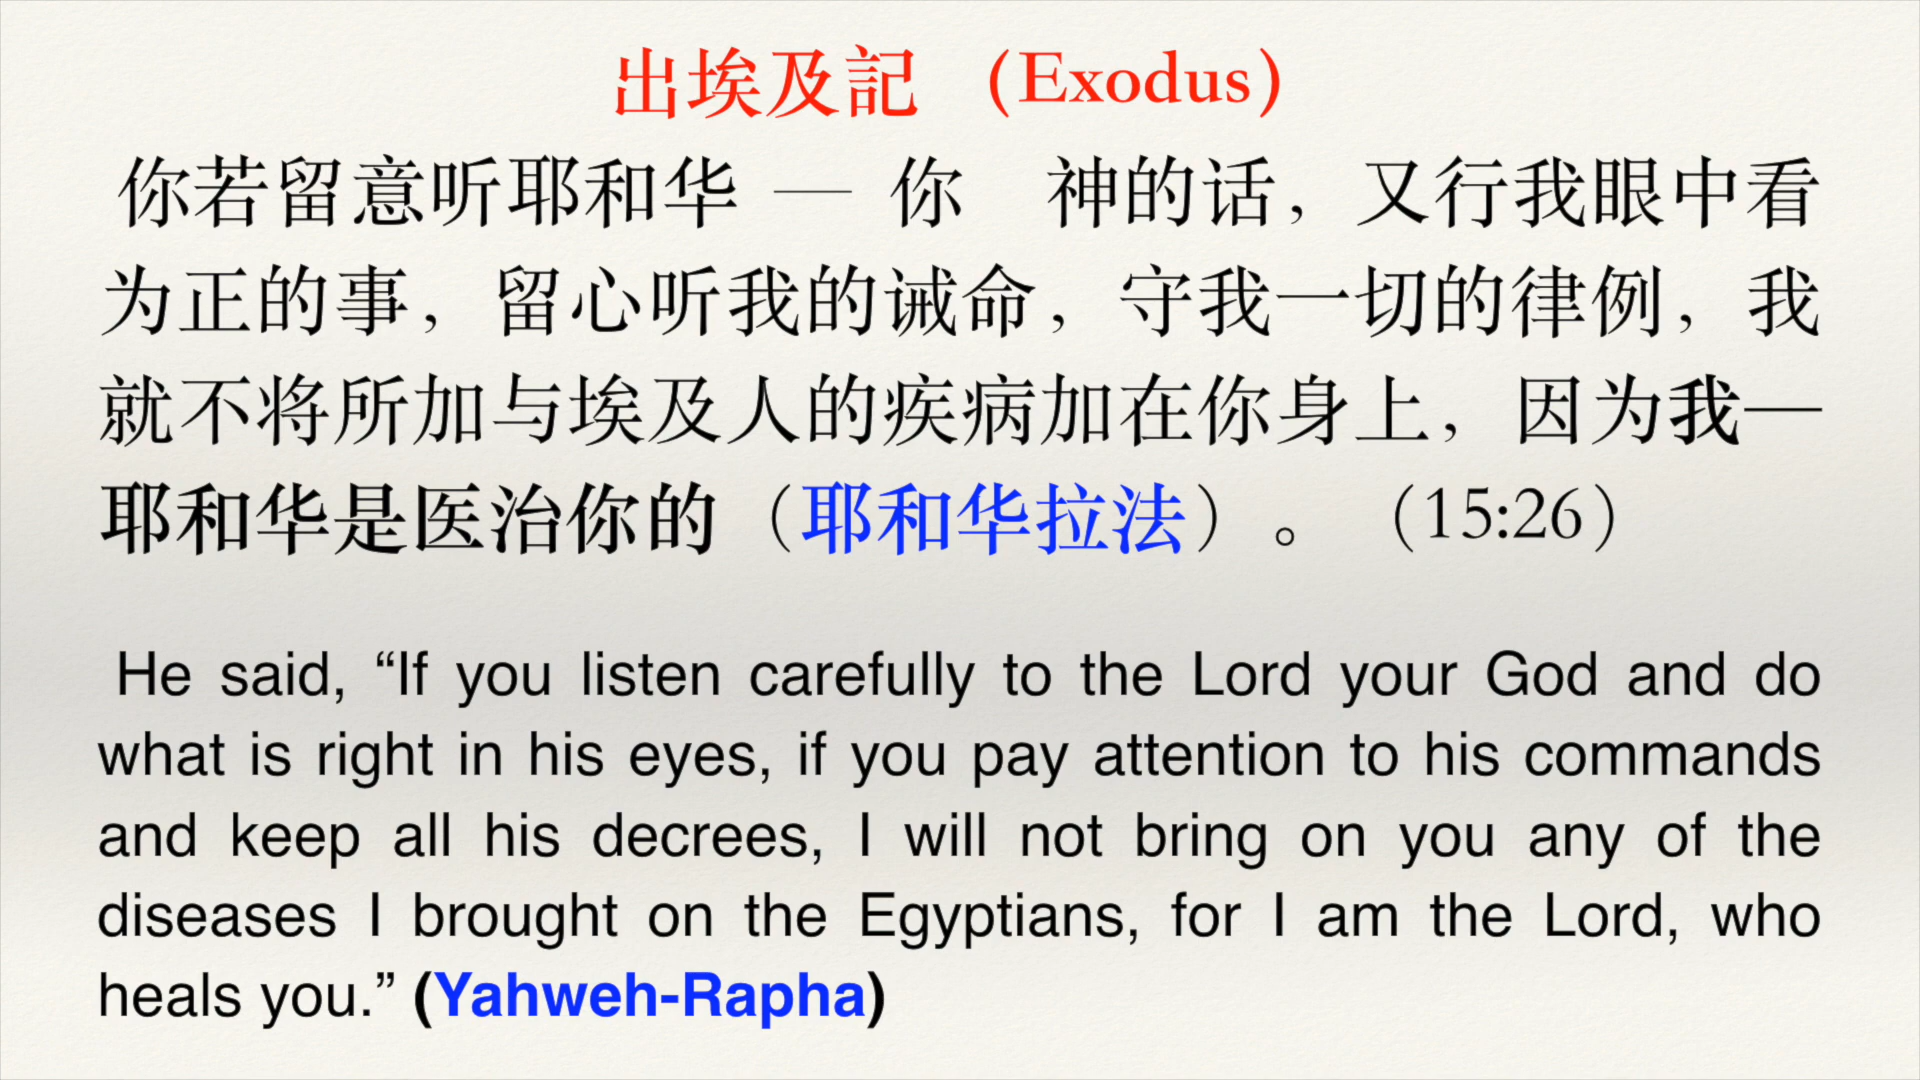 出埃及記 （Exodus）
你若留意听耶和华 — 你　神的话，又行我眼中看
为正的事，留心听我的诫命，守我一切的律例，我
就不将所加与埃及人的疾病加在你身上，因为我—
耶和华是医治你的（耶和华拉法）。（15:26）
He said, “If you listen carefully to the Lord your God and do
what is right in his eyes, if you pay attention to his commands
and keep all his decrees, I will not bring on you any of the
diseases I brought on the Egyptians, for I am the Lord, who
heals you.” (Yahweh-Rapha)